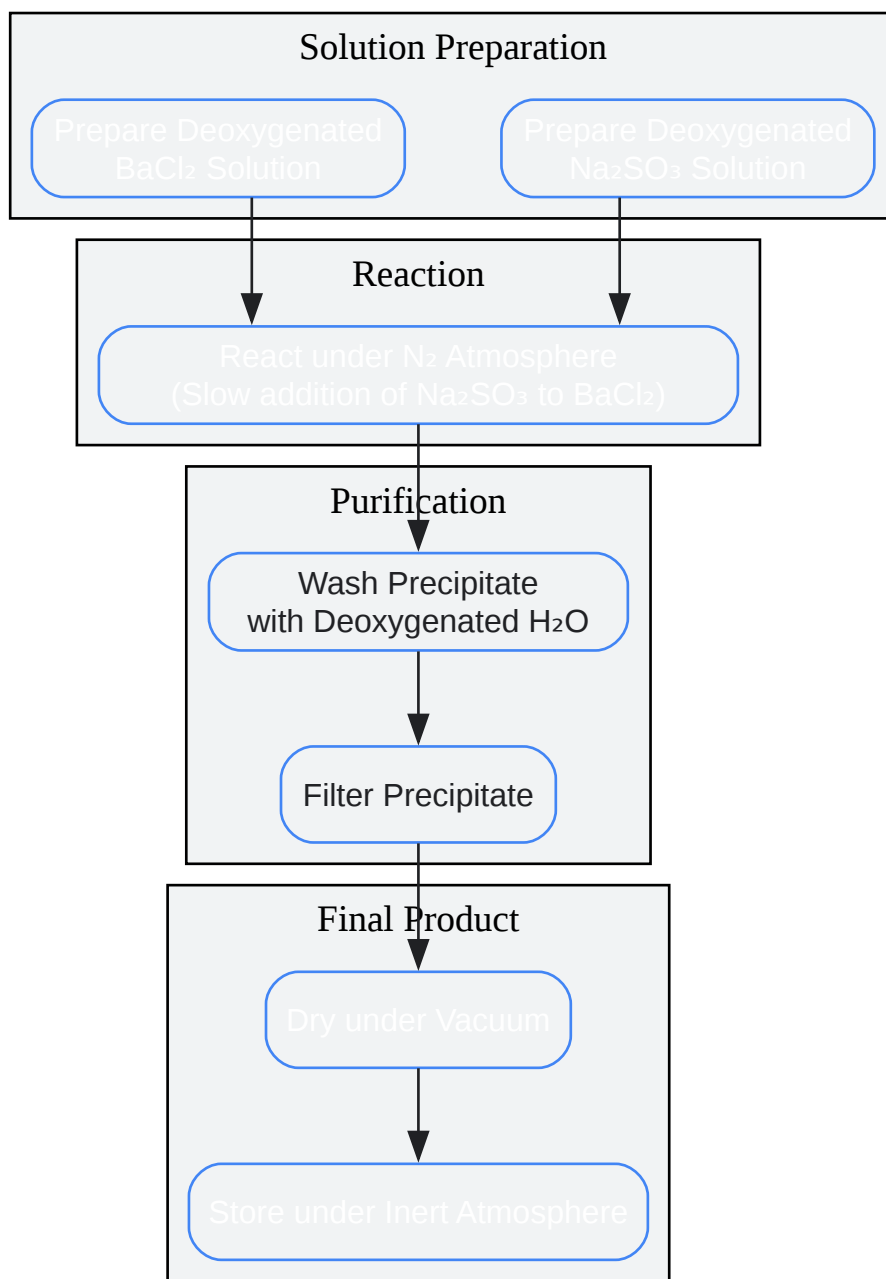 Solution Preparation
Prepare Deoxygenated
BaCl₂ Solution
Prepare Deoxygenated
Na₂SO₃ Solution
Reaction
React under N₂ Atmosphere
(Slow addition of Na₂SO₃ to BaCl₂)
Purification
Wash Precipitate
with Deoxygenated H₂O
Filter Precipitate
Final Product
Dry under Vacuum
Store under Inert Atmosphere